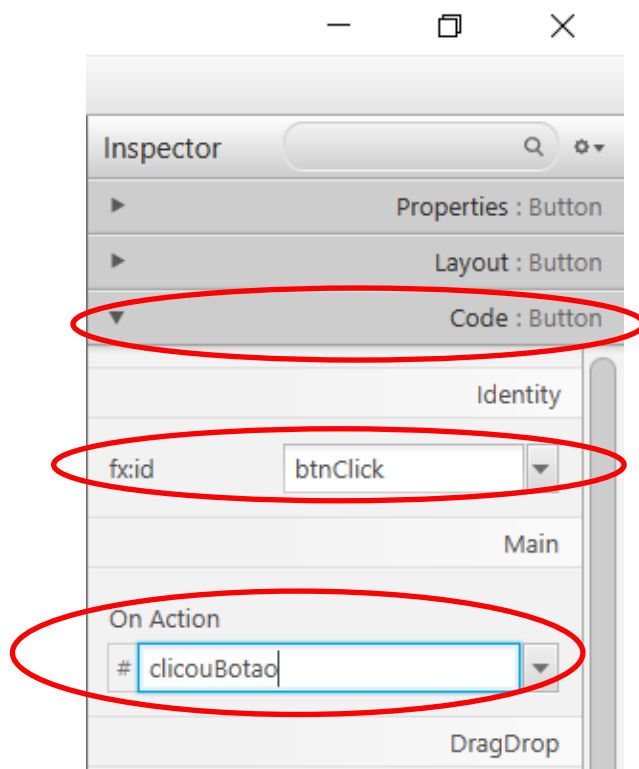 Inspector
Properties : Button
Layout : Button
Code : Button
Identity
fx:id btnClick
Main
On Action
# clicouBotao
DragDrop